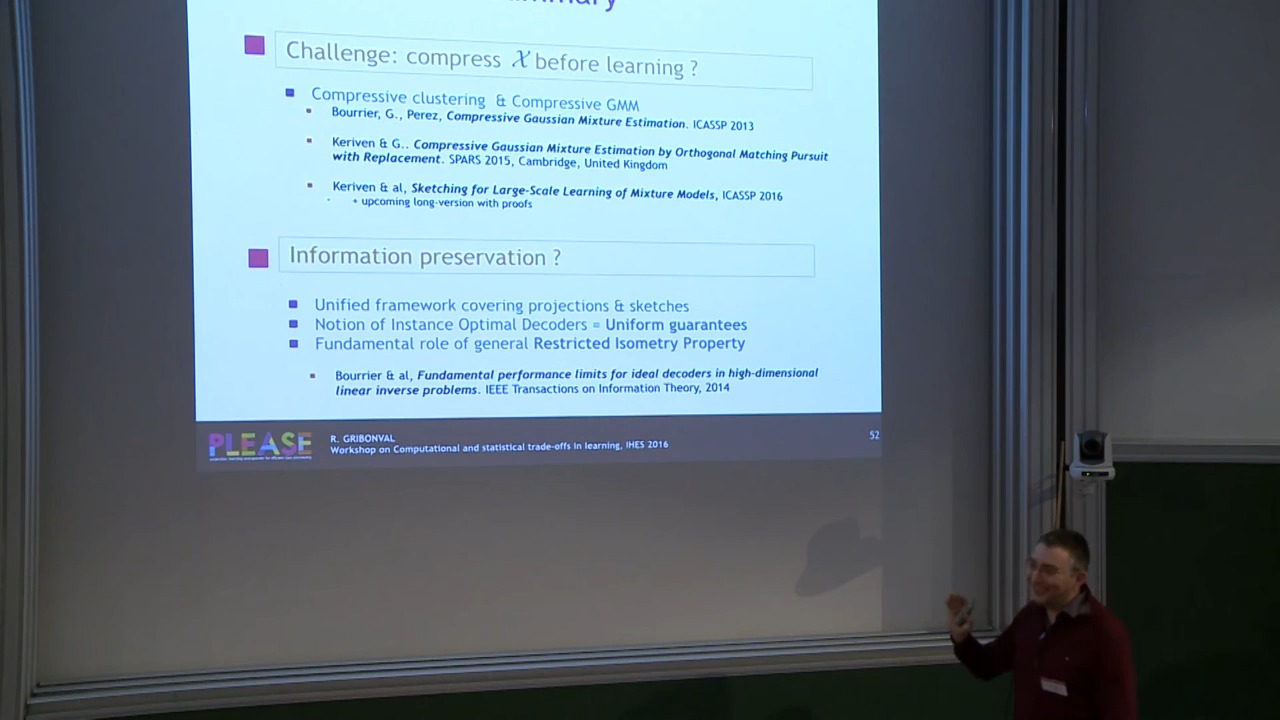 Challenge: compress 𝒳 before learning ?
Compressive clustering & Compressive GMM
Bourrier, G., Perez, Compressive Gaussian Mixture Estimation. ICASSP 2013
Keriven & G.. Compressive Gaussian Mixture Estimation by Orthogonal Matching Pursuit
with Replacement. SPARS 2015, Cambridge, United Kingdom
Keriven & al, Sketching for Large-Scale Learning of Mixture Models, ICASSP 2016
+ upcoming long-version with proofs
Information preservation ?
Unified framework covering projections & sketches
Notion of Instance Optimal Decoders = Uniform guarantees
Fundamental role of general Restricted Isometry Property
Bourrier & al, Fundamental performance limits for ideal decoders in high-dimensional
linear inverse problems. IEEE Transactions on Information Theory, 2014
PLEASE
R. GRIBONVAL
Workshop on Computational and statistical trade-offs in learning, IHES 2016
52